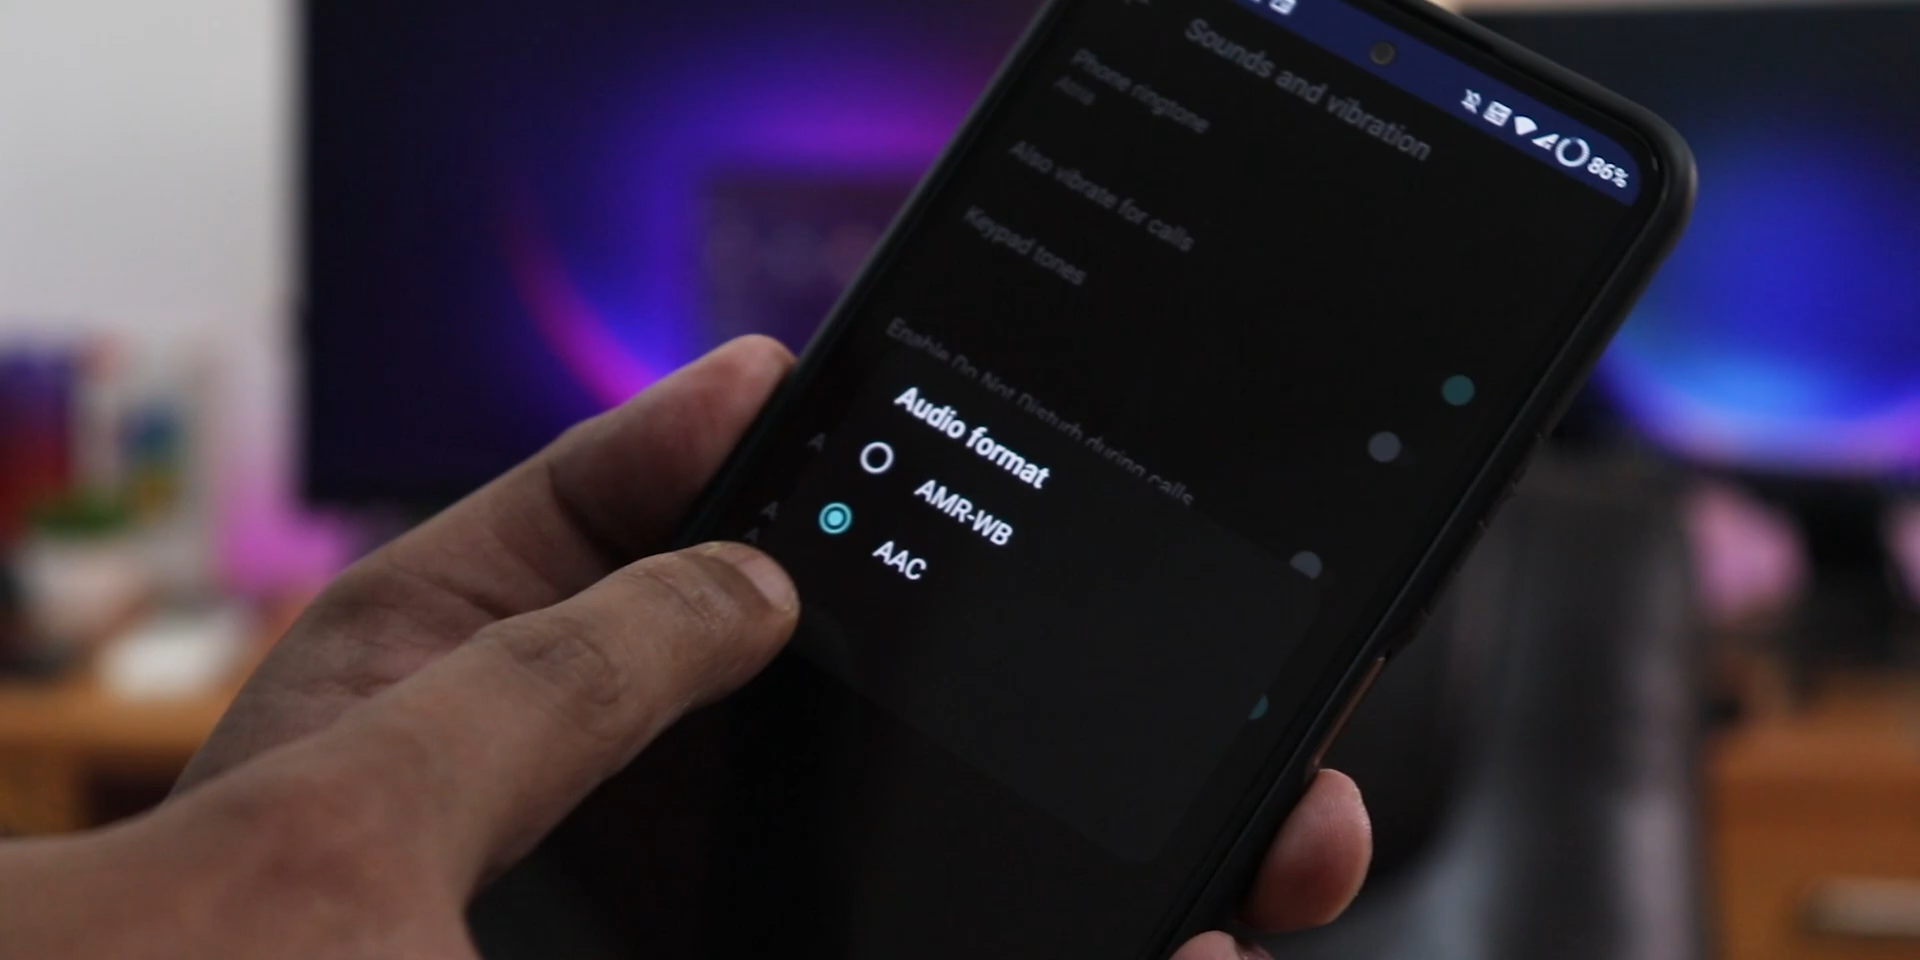 86%
Sounds and vibration
Phone ringtone
Also vibrate for calls
Keypad tones
Enable Do Not Disturb during calls
Audio format
AMR-WB
AAC
A
A
A